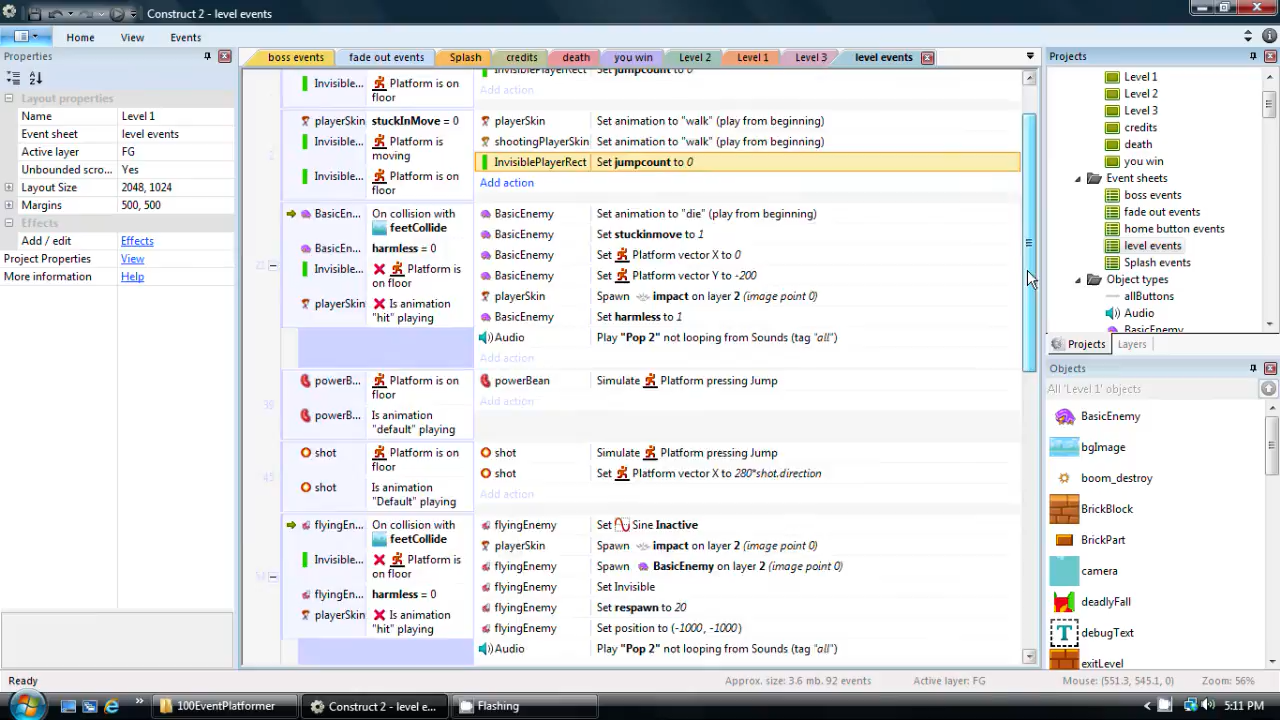 Construct 2 - level events
Home View Events
Properties
Layout properties
Name Level 1
Event sheet level events
Active layer FG
Unbounded scro... Yes
Layout Size 2048, 1024
Margins 500, 500
Effects
Add / edit Effects
Project Properties View
More information Help
boss events fade out events Splash credits death you win Level 2 Level 1 Level 3 level events
Invisible... Platform is on floor
InvisiblePlayerRect Set jumpcount to 0
Add action
playerSkin stuckInMove = 0
Invisible... Platform is moving
Invisible... Platform is on floor
playerSkin Set animation to "walk" (play from beginning)
shootingPlayerSkin Set animation to "walk" (play from beginning)
InvisiblePlayerRect Set jumpcount to 0
Add action
BasicEn... On collision with feetCollide
BasicEn... harmless = 0
Invisible... Platform is on floor
playerSkin Is animation "hit" playing
BasicEnemy Set animation to "die" (play from beginning)
BasicEnemy Set stuckinmove to 1
BasicEnemy Set Platform vector X to 0
BasicEnemy Set Platform vector Y to -200
playerSkin Spawn impact on layer 2 (image point 0)
BasicEnemy Set harmless to 1
Audio Play "Pop 2" not looping from Sounds (tag "all")
Add action
39
powerB... Platform is on floor
powerB... Is animation "default" playing
powerBean Simulate Platform pressing Jump
Add action
45
shot Platform is on floor
shot Is animation "Default" playing
shot Simulate Platform pressing Jump
shot Set Platform vector X to 280*shot.direction
Add action
flyingEn... On collision with feetCollide
Invisible... Platform is on floor
flyingEn... harmless = 0
playerSkin Is animation "hit" playing
flyingEnemy Set Sine Inactive
playerSkin Spawn impact on layer 2 (image point 0)
flyingEnemy Spawn BasicEnemy on layer 2 (image point 0)
flyingEnemy Set Invisible
flyingEnemy Set respawn to 20
flyingEnemy Set position to (-1000, -1000)
Audio Play "Pop 2" not looping from Sounds (tag "all")
Projects
Level 1
Level 2
Level 3
credits
death
you win
Event sheets
boss events
fade out events
home button events
level events
Splash events
Object types
allButtons
Audio
BasicEnemy
Projects Layers
Objects
All 'Level 1' objects
BasicEnemy
bgImage
boom_destroy
BrickBlock
BrickPart
camera
deadlyFall
debugText
exitLevel
Ready Approx. size: 3.6 mb. 92 events Active layer: FG Mouse: (551.3, 545.1, 0) Zoom: 56%
100EventPlatformer Construct 2 - level e... Flashing 5:11 PM